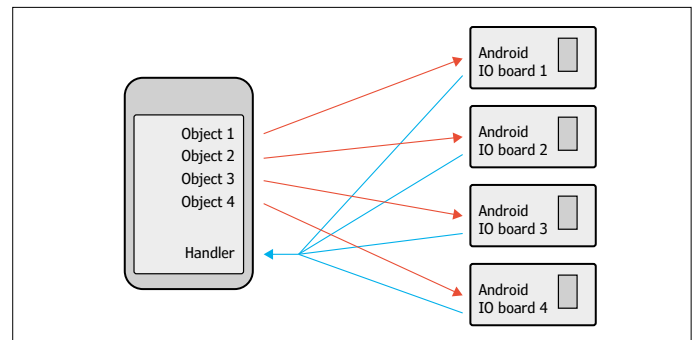 Object 1
Object 2
Object 3
Object 4
Handler
Android
IO board 1
Android
IO board 2
Android
IO board 3
Android
IO board 4